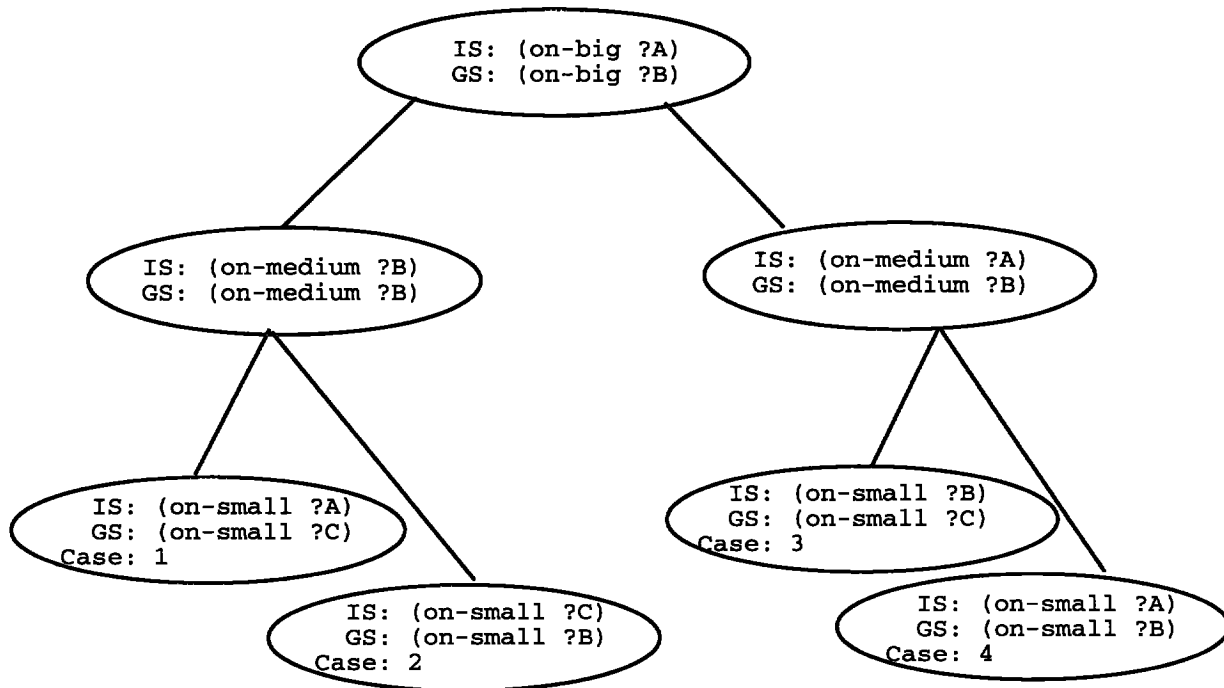 IS: (on-big ?A)
GS: (on-big ?B)
IS: (on-medium ?B)
GS: (on-medium ?B)
IS: (on-medium ?A)
GS: (on-medium ?B)
IS: (on-small ?A)
GS: (on-small ?C)
Case: 1
IS: (on-small ?C)
GS: (on-small ?B)
Case: 2
IS: (on-small ?B)
GS: (on-small ?C)
Case: 3
IS: (on-small ?A)
GS: (on-small ?B)
Case: 4